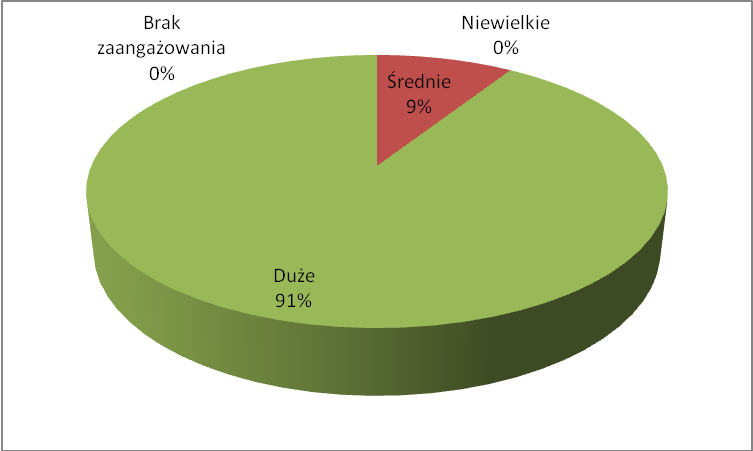 Brak
zaangażowania
0%
Niewielkie
0%
Średnie
9%
Duże
91%